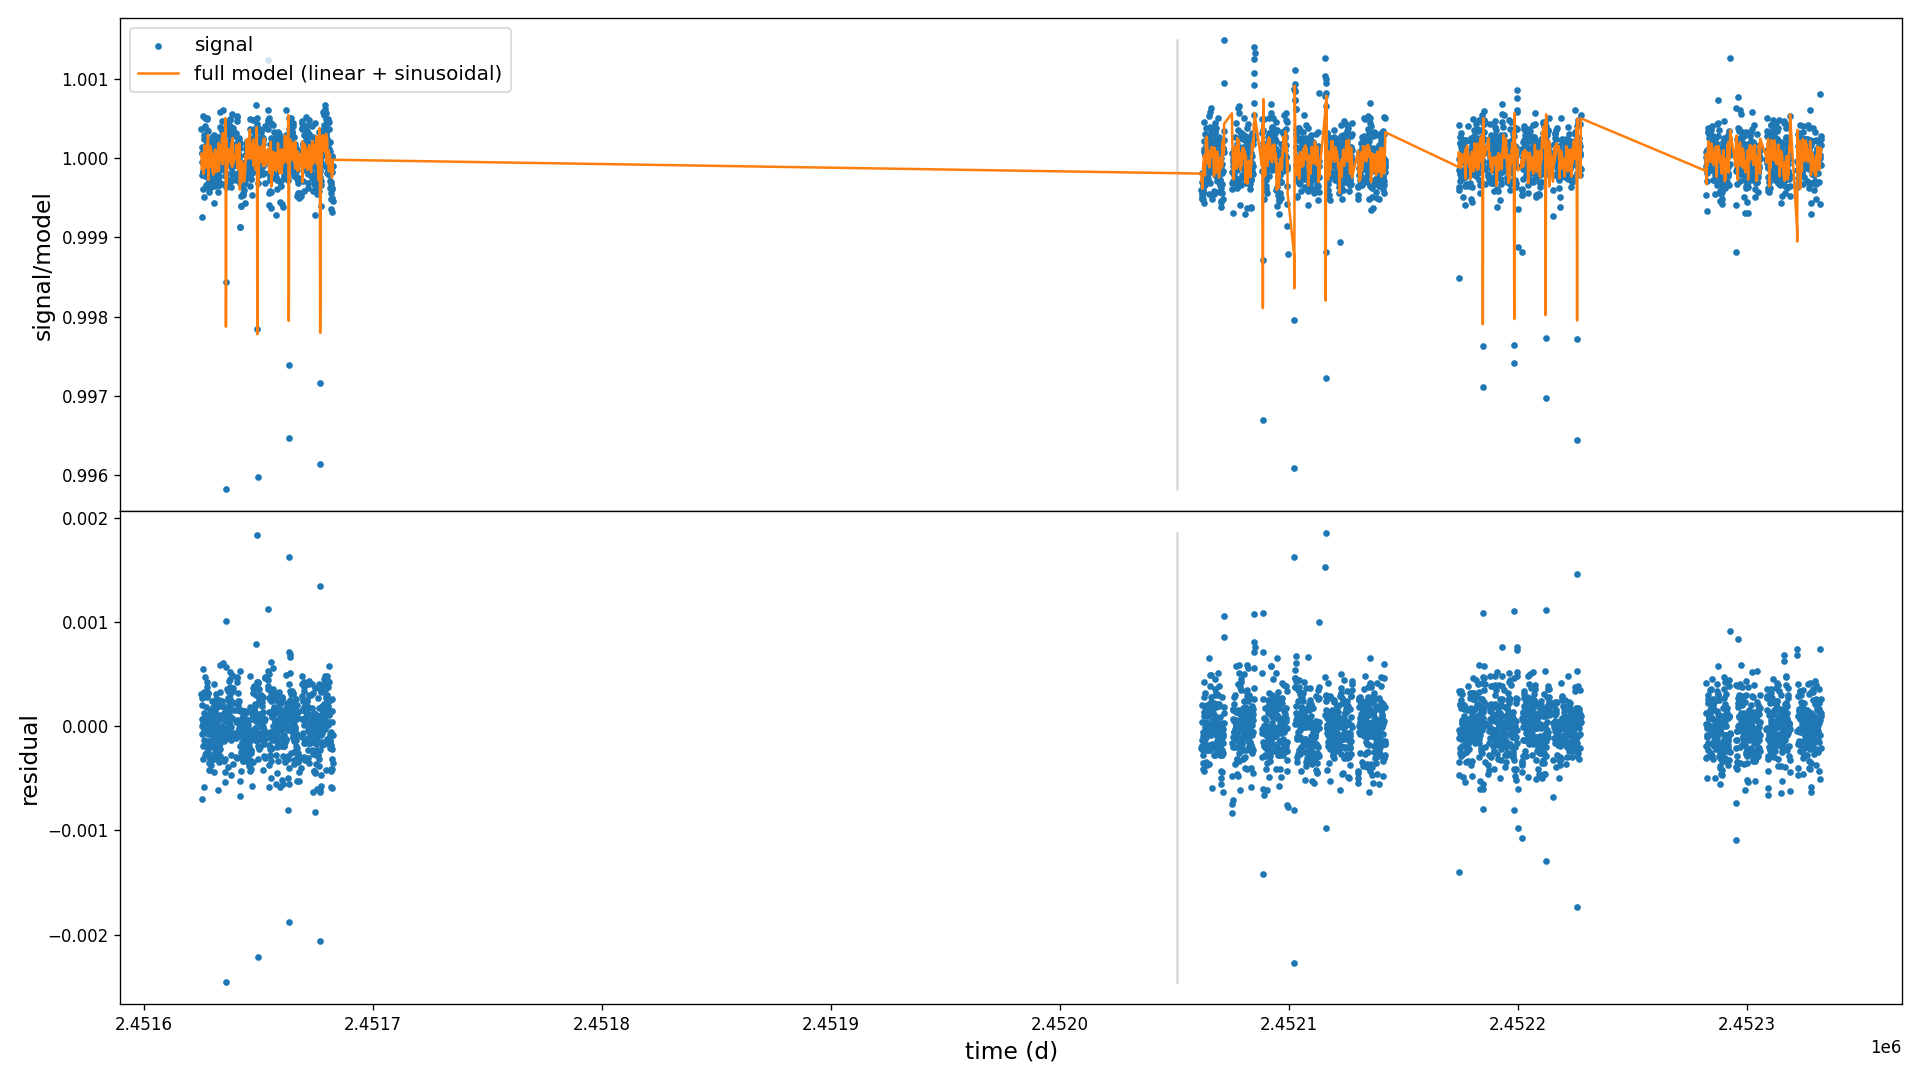 signal
full model (linear + sinusoidal)
1.001
1.000
0.999
0.998
0.997
0.996
signal/model
0.002
0.001
0.000
−0.001
−0.002
residual
2.4516 2.4517 2.4518 2.4519 2.4520 2.4521 2.4522 2.4523
1e6
time (d)